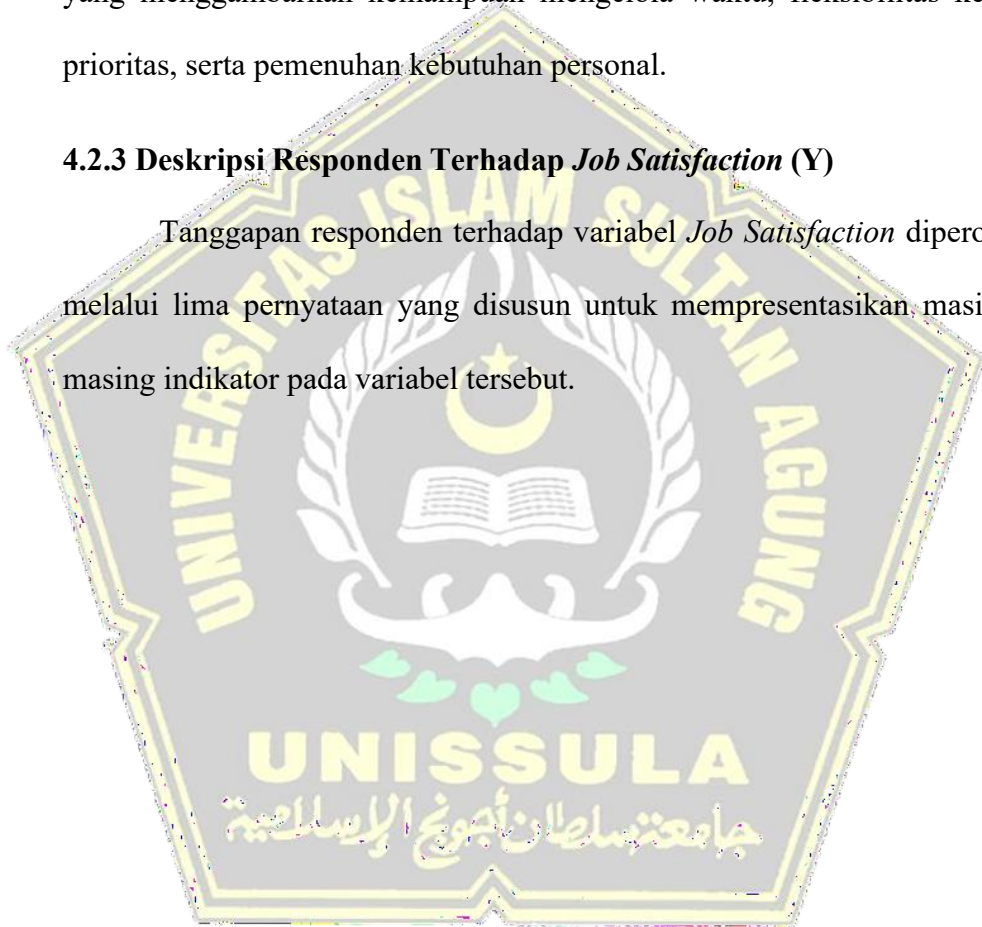 yang menggambarkan kemampuan mengelola waktu, fleksibilitas
prioritas, serta pemenuhan kebutuhan personal.
4.2.3 Deskripsi Responden Terhadap Job Satisfaction (Y)
Tanggapan responden terhadap variabel Job Satisfaction dipero
melalui lima pernyataan yang disusun untuk mempresentasikan masi
masing indikator pada variabel tersebut.
UNIVERSITAS ISLAM SULTAN AGUNG
UNISSULA
جامعة سلطان أجونج الإسلامية